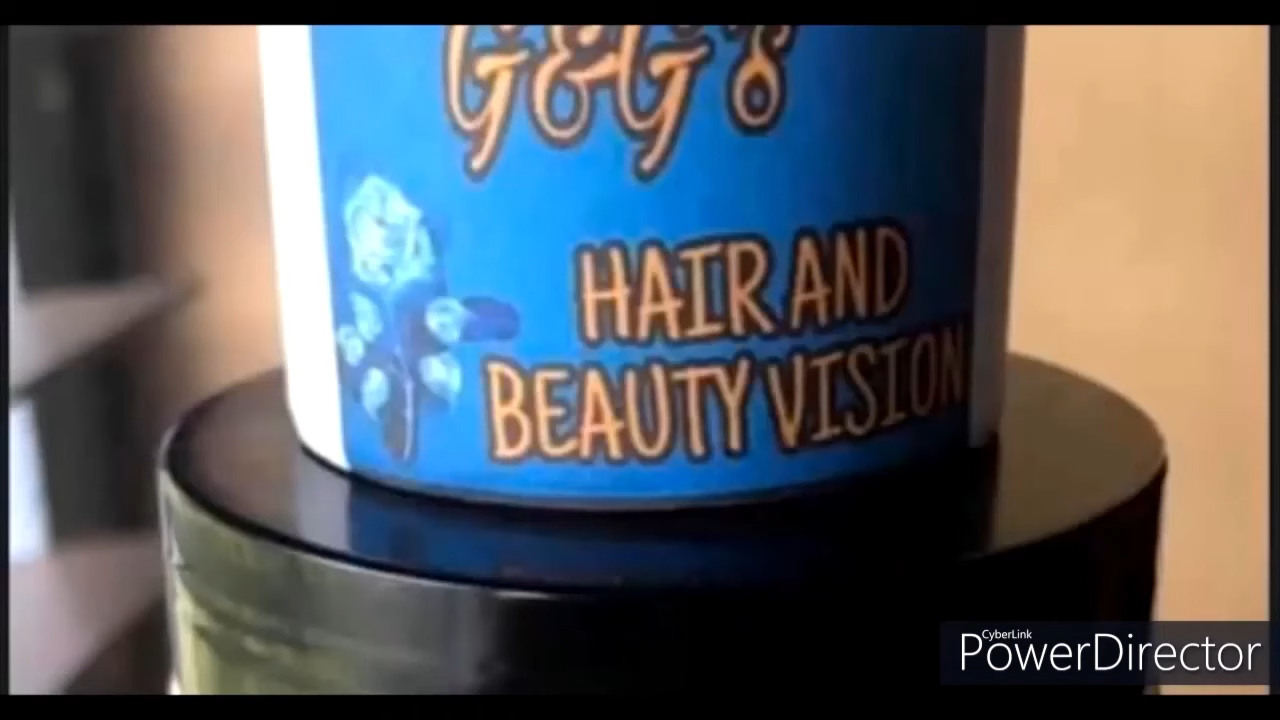 G&G'S
HAIR AND
BEAUTY VISION
CyberLink
PowerDirector